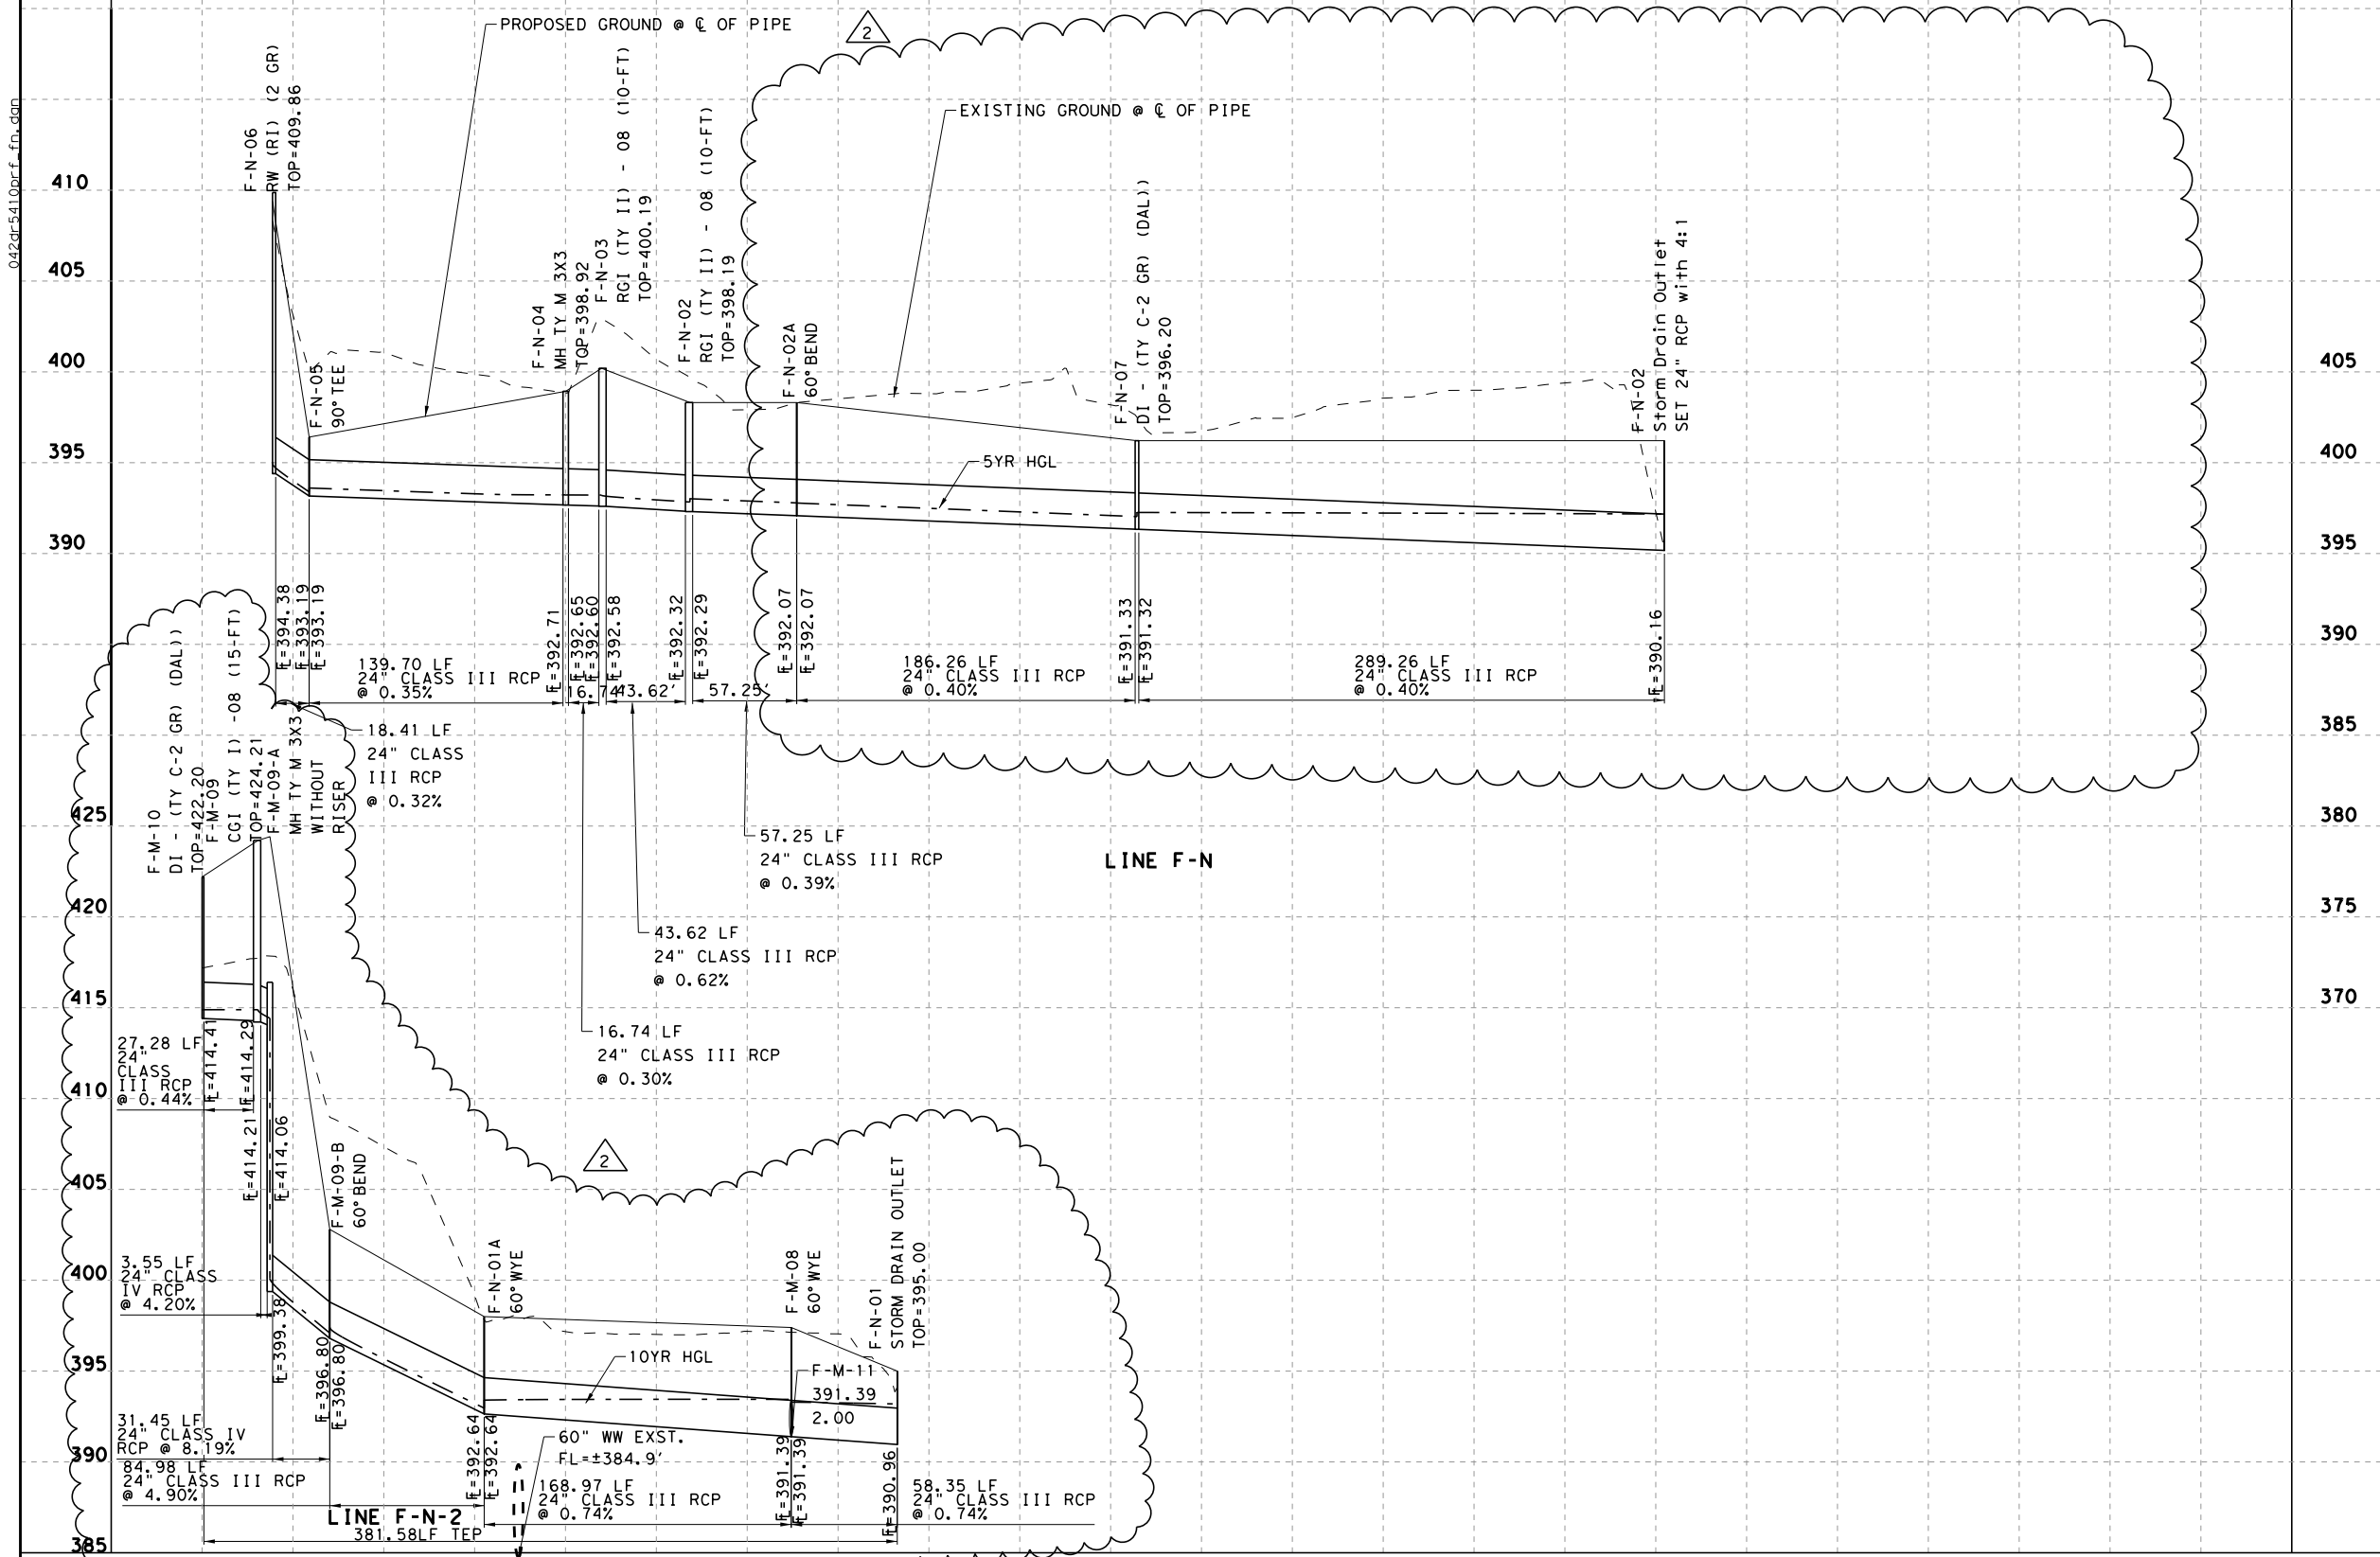 042dr5410prf_fn.dgn
PROPOSED GROUND @ ℄ OF PIPE
2
EXISTING GROUND @ ℄ OF PIPE
F-N-06
RW (RI) (2 GR)
TOP=409.86
F-N-05
90° TEE
F-N-04
MH TY M 3X3
TOP=398.92
F-N-03
RGI (TY II) - 08 (10-FT)
TOP=400.19
F-N-02
RGI (TY II) - 08 (10-FT)
TOP=398.19
F-N-02A
60° BEND
F-N-07
DI - (TY C-2 GR) (DAL))
TOP=396.20
F-N-02
Storm Drain Outlet
SET 24" RCP with 4:1
410
405
400
395
390
405
400
395
390
385
380
375
370
5YR HGL
FL=394.38
FL=393.19
FL=393.19
FL=392.71
FL=392.65
FL=392.60
FL=392.58
FL=392.32
FL=392.29
FL=392.07
FL=392.07
FL=391.33
FL=391.32
FL=390.16
139.70 LF
24" CLASS III RCP
@ 0.35%
16.74'
43.62'
57.25'
186.26 LF
24" CLASS III RCP
@ 0.40%
289.26 LF
24" CLASS III RCP
@ 0.40%
18.41 LF
24" CLASS
III RCP
@ 0.32%
57.25 LF
24" CLASS III RCP
@ 0.39%
43.62 LF
24" CLASS III RCP
@ 0.62%
16.74 LF
24" CLASS III RCP
@ 0.30%
LINE F-N
F-M-10
DI - (TY C-2 GR) (DAL))
TOP=422.20
F-M-09
CGI (TY I) -08 (15-FT)
TOP=424.21
F-M-09-A
MH TY M 3X3
WITHOUT
RISER
425
420
415
410
405
400
395
390
385
27.28 LF
24"
CLASS
III RCP
@ 0.44%
FL=414.41
FL=414.29
FL=414.21
FL=414.06
F-M-09-B
60° BEND
2
3.55 LF
24" CLASS
IV RCP
@ 4.20%
FL=399.38
FL=396.80
FL=396.80
F-N-01A
60° WYE
F-M-08
60° WYE
F-N-01
STORM DRAIN OUTLET
TOP=395.00
10YR HGL
F-M-11
391.39
2.00
31.45 LF
24" CLASS IV
RCP @ 8.19%
84.98 LF
24" CLASS III RCP
@ 4.90%
FL=392.64
FL=392.64
60" WW EXST.
FL=±384.9'
168.97 LF
24" CLASS III RCP
@ 0.74%
FL=391.39
FL=391.39
FL=390.96
58.35 LF
24" CLASS III RCP
@ 0.74%
LINE F-N-2
381.58LF TEP